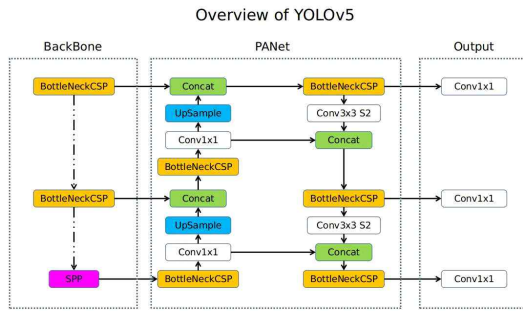 Overview of YOLOv5
BackBone PANet Output
BottleNeckCSP Concat BottleNeckCSP Conv1x1
UpSample Conv3x3 S2
Conv1x1 Concat
BottleNeckCSP
BottleNeckCSP Concat BottleNeckCSP Conv1x1
UpSample Conv3x3 S2
Conv1x1 Concat
SPP BottleNeckCSP BottleNeckCSP Conv1x1